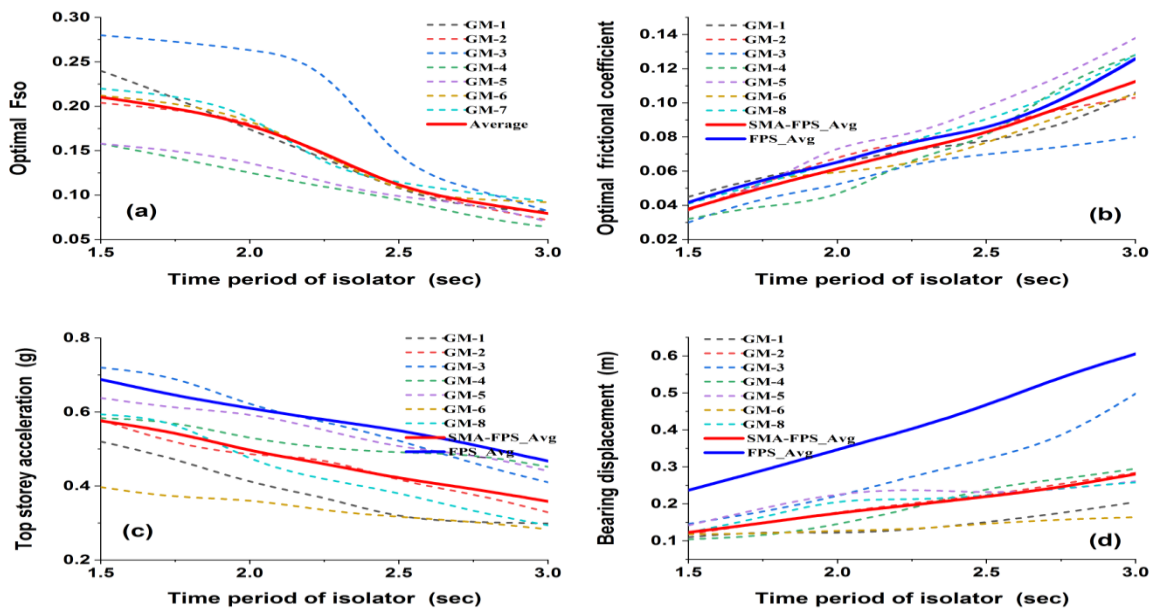 0.30
0.25
0.20
0.15
0.10
0.05
Optimal Fso
GM-1
GM-2
GM-3
GM-4
GM-5
GM-6
GM-7
Average
(a)
1.5 2.0 2.5 3.0
Time period of isolator (sec)
0.14
0.12
0.10
0.08
0.06
0.04
0.02
Optimal frictional coefficient
GM-1
GM-2
GM-3
GM-4
GM-5
GM-6
GM-8
SMA-FPS_Avg
FPS_Avg
(b)
1.5 2.0 2.5 3.0
Time period of isolator (sec)
0.8
0.6
0.4
0.2
Top storey acceleration (g)
GM-1
GM-2
GM-3
GM-4
GM-5
GM-6
GM-8
SMA-FPS_Avg
FPS_Avg
(c)
1.5 2.0 2.5 3.0
Time period of isolator (sec)
0.6
0.5
0.4
0.3
0.2
0.1
Bearing displacement (m)
GM-1
GM-2
GM-3
GM-4
GM-5
GM-6
GM-8
SMA-FPS_Avg
FPS_Avg
(d)
1.5 2.0 2.5 3.0
Time period of isolator (sec)